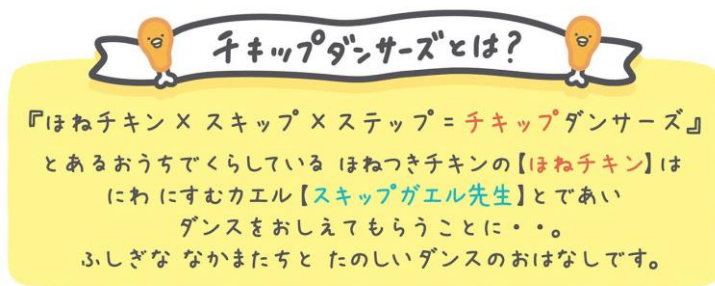 チキップダンサーズとは？
『ほねチキン×スキップ×ステップ=チキップダンサーズ』
とあるおうちでくらしている ほねつきチキンの【ほねチキン】は
にわ にすむカエル【スキップガエル先生】とであい
ダンスをおしえてもらうことに・・。
ふしぎな なかまたちと たのしいダンスのおはなしです。